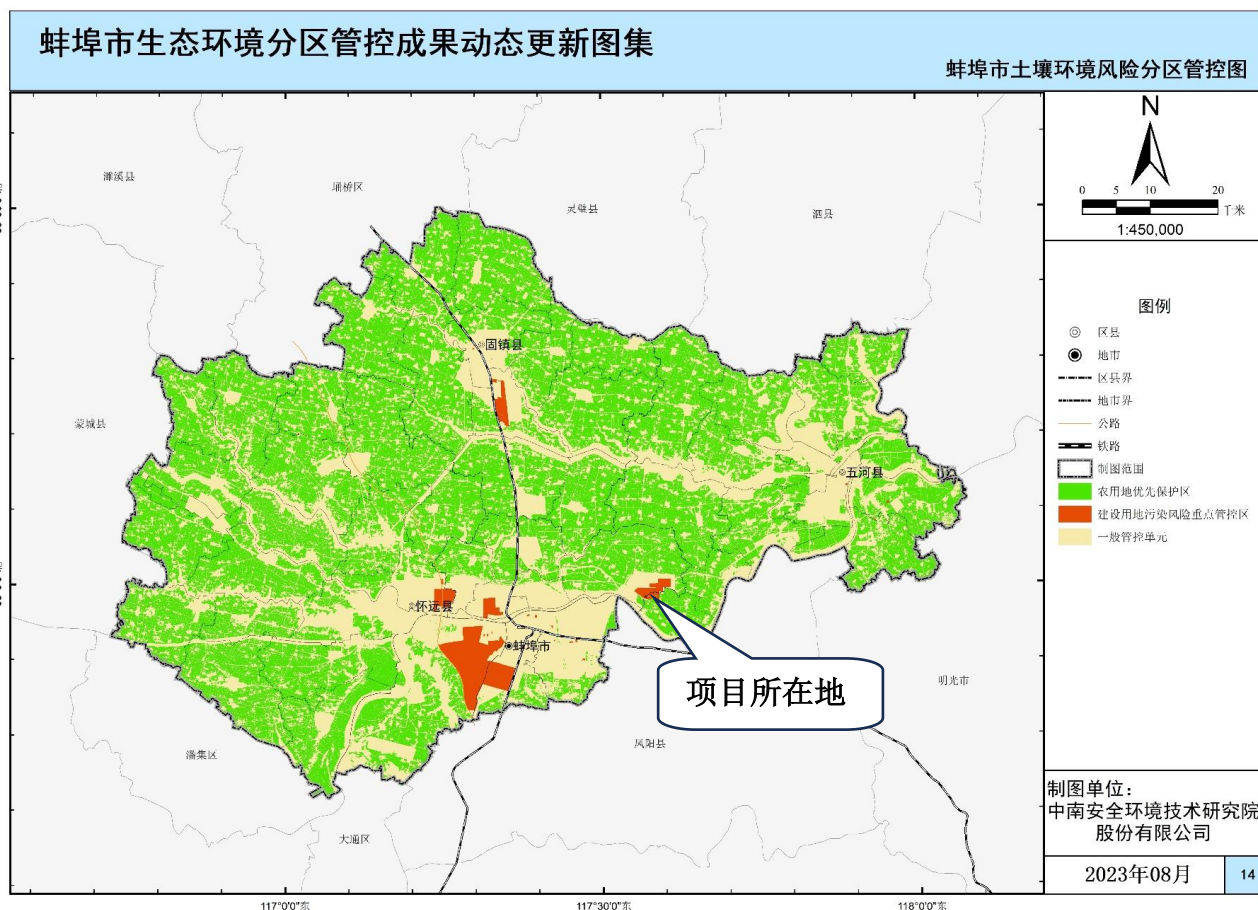 蚌埠市生态环境分区管控成果动态更新图集
蚌埠市土壤环境风险分区管控图
N
0 5 10 20
千米
1:450,000
图例
区县
地市
区县界
地市界
公路
铁路
制图范围
农用地优先保护区
建设用地污染风险重点管控区
一般管控单元
濉溪县
埇桥区
灵璧县
泗县
固镇县
蒙城县
五河县
怀远县
蚌埠市
项目所在地
明光市
凤阳县
潘集区
大通区
制图单位：
中南安全环境技术研究院
股份有限公司
2023年08月
14
117°0'0"东
117°30'0"东
118°0'0"东